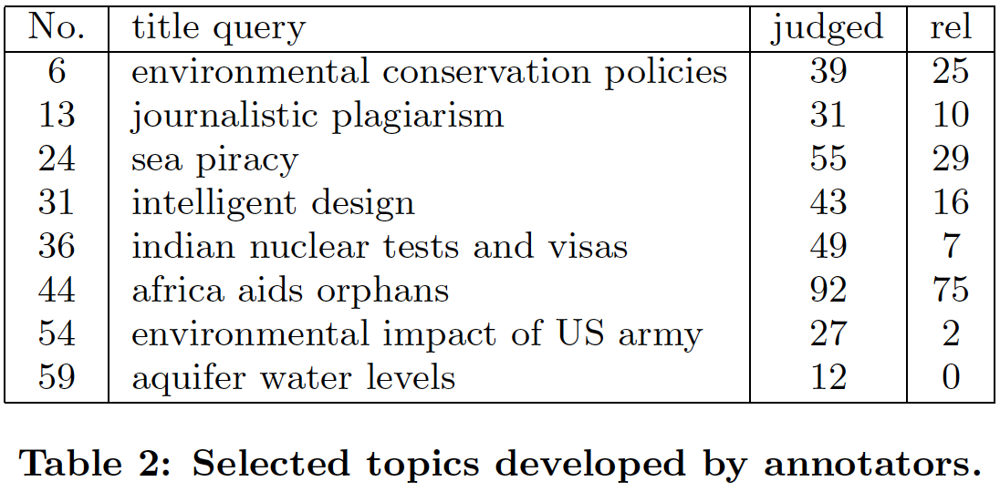 No. title query judged rel
6 environmental conservation policies 39 25
13 journalistic plagiarism 31 10
24 sea piracy 55 29
31 intelligent design 43 16
36 indian nuclear tests and visas 49 7
44 africa aids orphans 92 75
54 environmental impact of US army 27 2
59 aquifer water levels 12 0
Table 2: Selected topics developed by annotators.